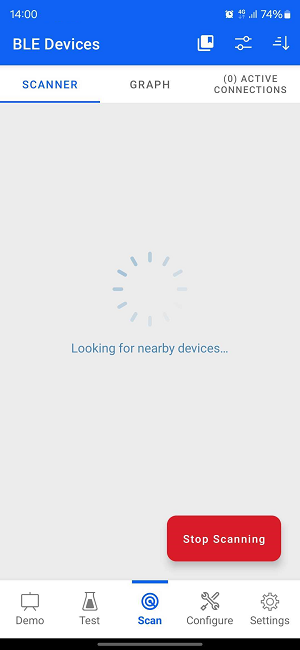 14:00 4G 74%
BLE Devices
SCANNER GRAPH (0) ACTIVE CONNECTIONS
Looking for nearby devices...
Stop Scanning
Demo Test Scan Configure Settings